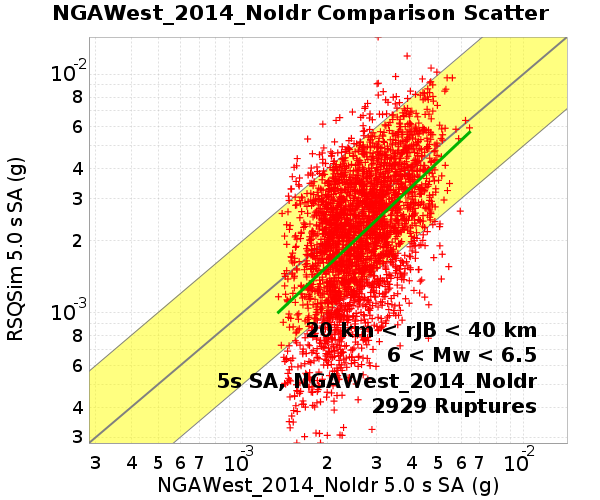 NGAWest_2014_NoIdr Comparison Scatter
RSQSim 5.0 s SA (g)
10-2
8
6
4
3
2
10-3
8
6
4
3
20 km < rJB < 40 km
6 < Mw < 6.5
5s SA, NGAWest_2014_NoIdr
2929 Ruptures
3 4 5 6 7 10-3 2 3 4 5 6 7 10-2
NGAWest_2014_NoIdr 5.0 s SA (g)